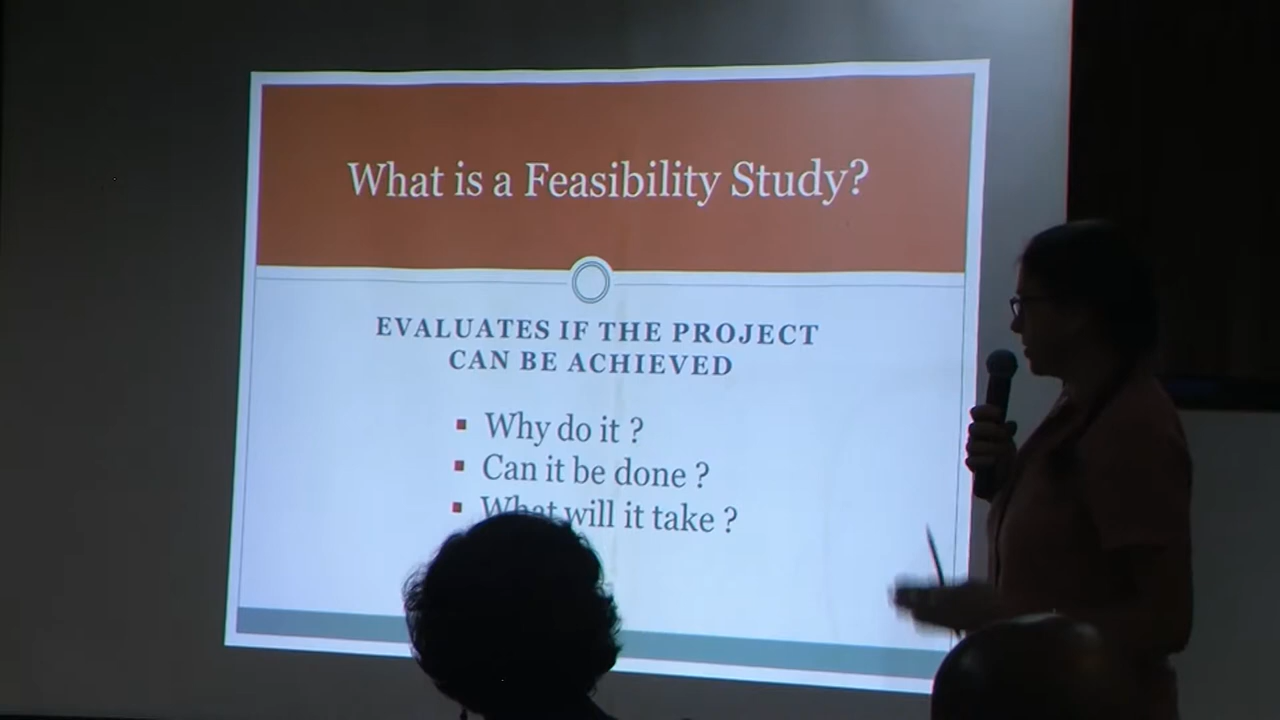 What is a Feasibility Study?
EVALUATES IF THE PROJECT
CAN BE ACHIEVED
Why do it ?
Can it be done ?
What will it take ?